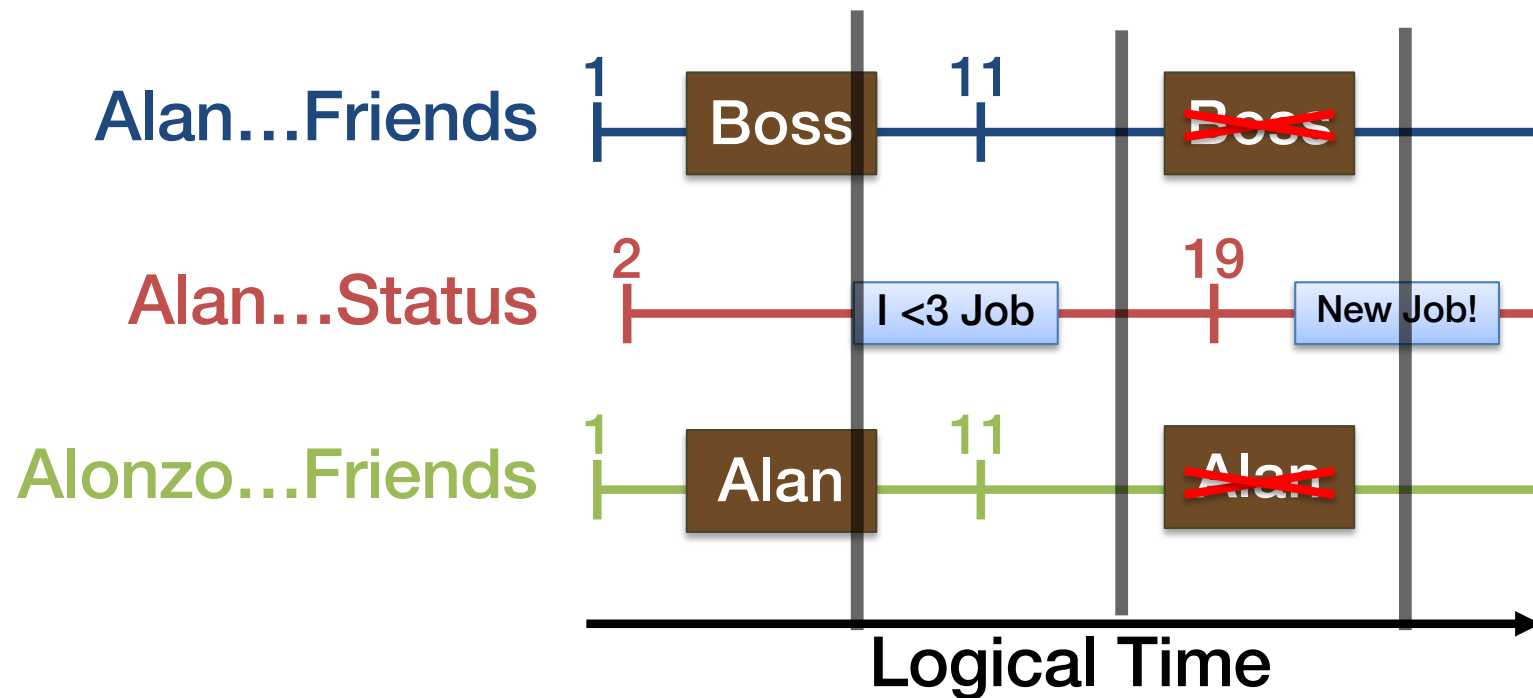 1 11
Alan...Friends Boss Boss
2 19
Alan...Status I <3 Job New Job!
1 11
Alonzo...Friends Alan Alan
Logical Time